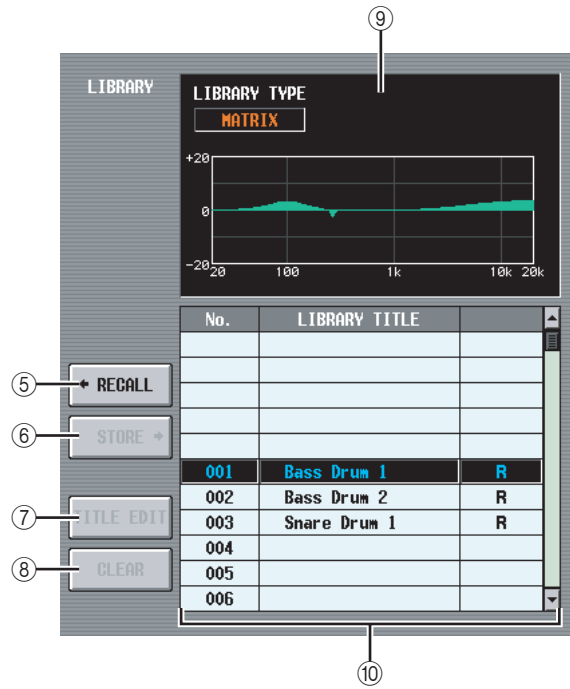 ⑨
LIBRARY
LIBRARY TYPE
MATRIX
+20
0
-20
20 100 1k 10k 20k
No. LIBRARY TITLE
⑤ ← RECALL
⑥ STORE →
001 Bass Drum 1 R
⑦ TITLE EDIT
002 Bass Drum 2 R
003 Snare Drum 1 R
004
⑧ CLEAR
005
006
⑩